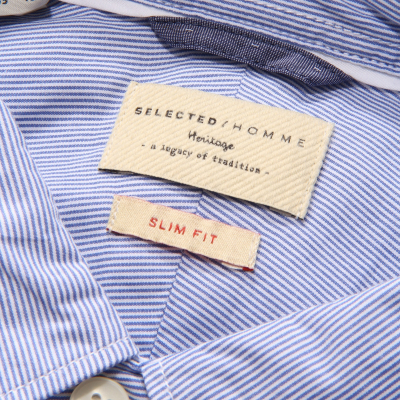 SELECTED / HOMME
Heritage
- a legacy of tradition -
SLIM FIT